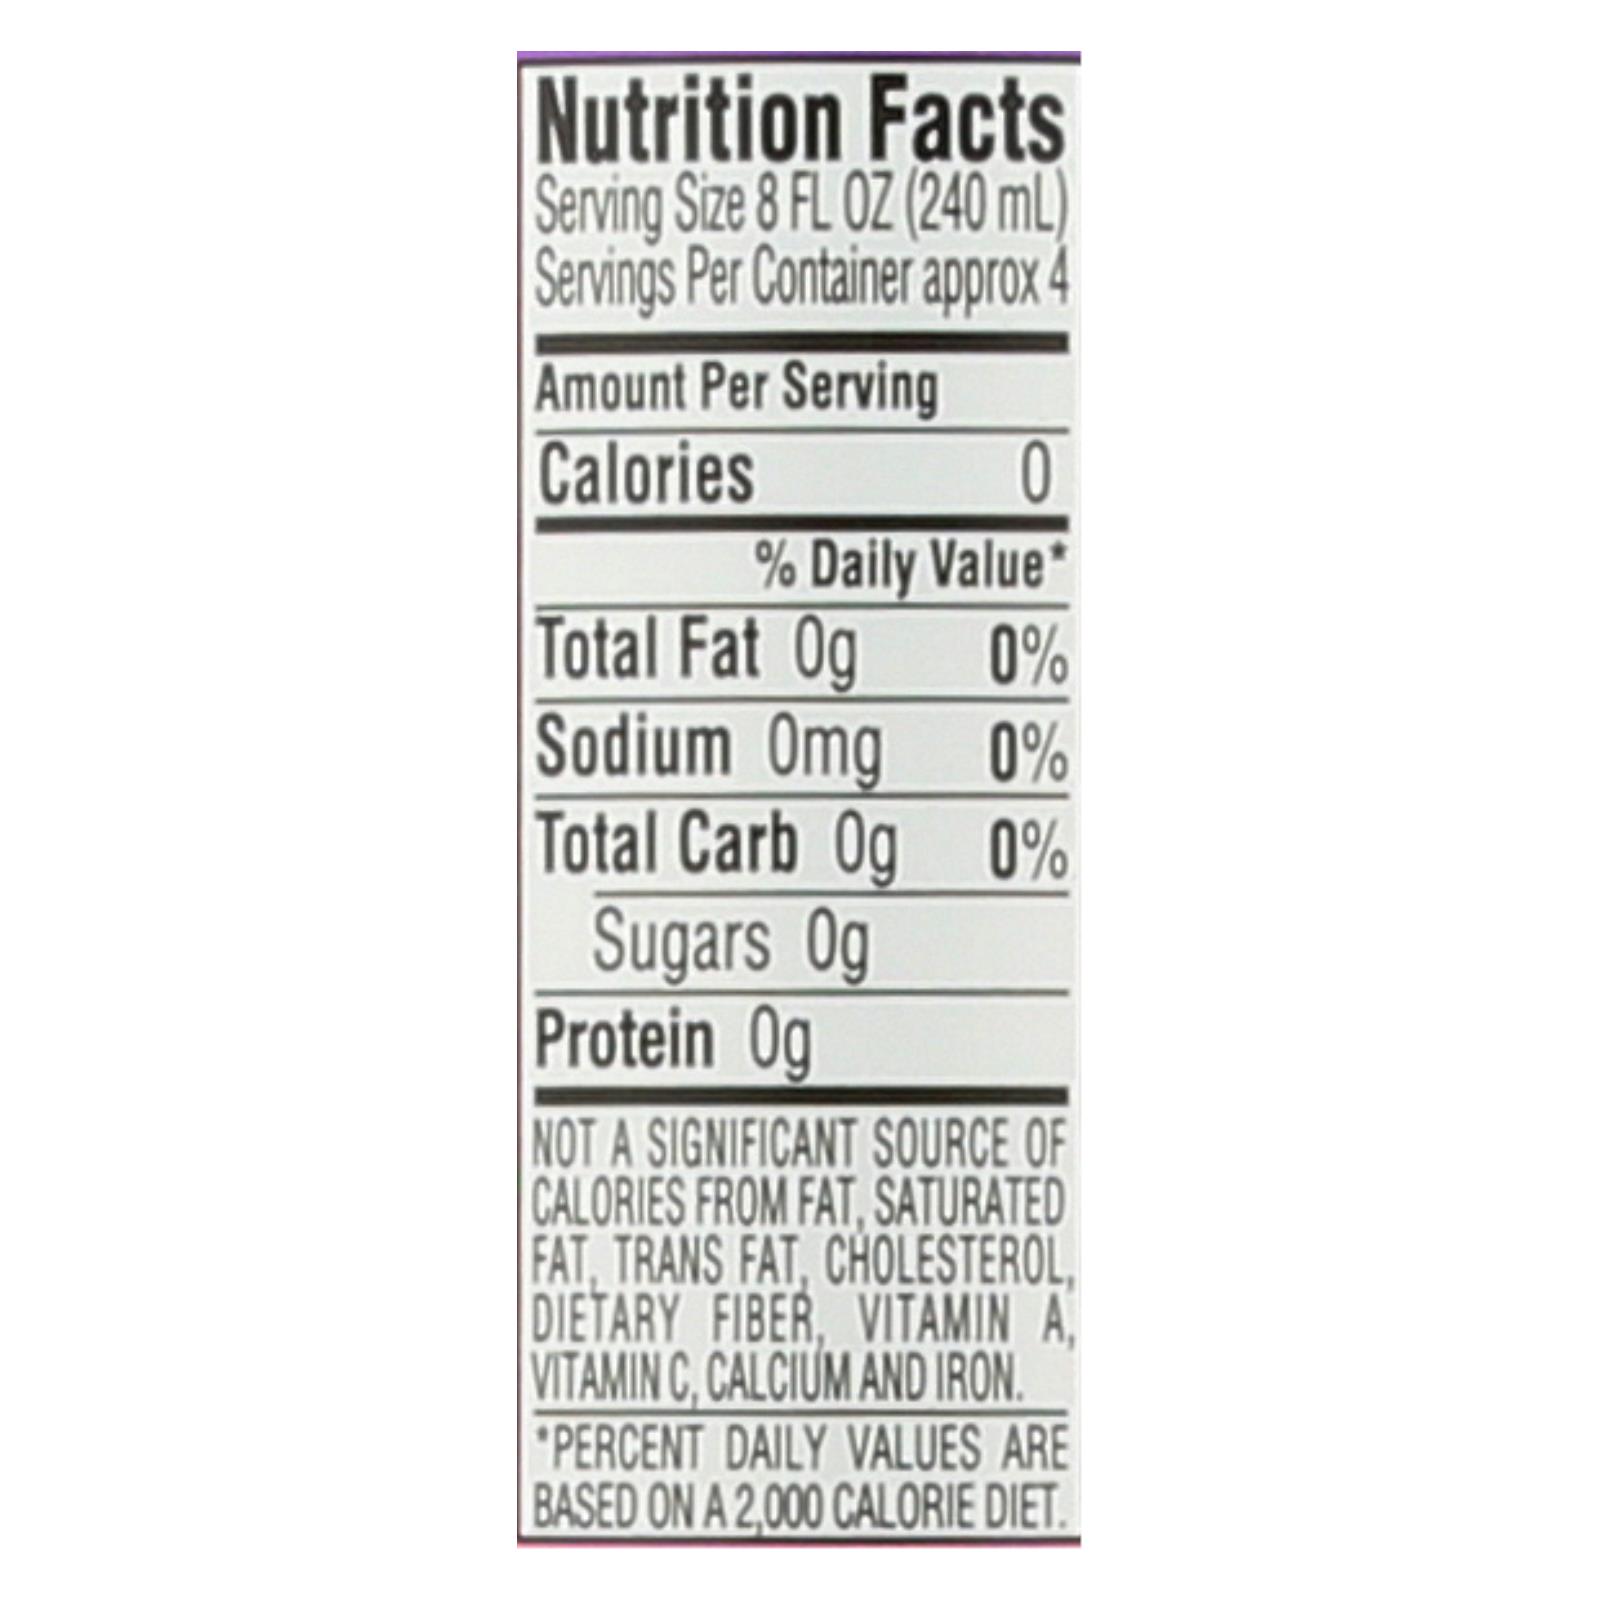 Nutrition Facts
Serving Size 8 FL OZ (240 mL)
Servings Per Container approx 4
Amount Per Serving
Calories 0
% Daily Value*
Total Fat 0g 0%
Sodium 0mg 0%
Total Carb 0g 0%
Sugars 0g
Protein 0g
NOT A SIGNIFICANT SOURCE OF
CALORIES FROM FAT, SATURATED
FAT, TRANS FAT, CHOLESTEROL,
DIETARY FIBER, VITAMIN A,
VITAMIN C, CALCIUM AND IRON.
*PERCENT DAILY VALUES ARE
BASED ON A 2,000 CALORIE DIET.